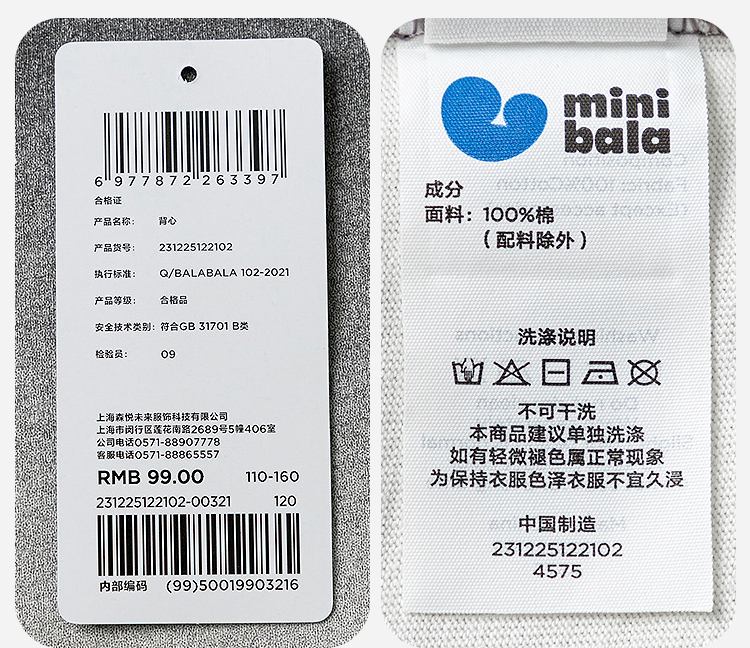 6 977872 263397
合格证
产品名称： 背心
产品货号： 231225122102
执行标准： Q/BALABALA 102-2021
产品等级： 合格品
安全技术类别：符合GB 31701 B类
检验员： 09
上海森悦未来服饰科技有限公司
上海市闵行区莲花南路2689号5幢406室
公司电话0571-88907778
客服电话0571-88865557
RMB 99.00 110-160
231225122102-00321 120
内部编码 (99)50019903216
mini
bala
成分
面料：100%棉
（配料除外）
洗涤说明
不可干洗
本商品建议单独洗涤
如有轻微褪色属正常现象
为保持衣服色泽衣服不宜久浸
中国制造
231225122102
4575